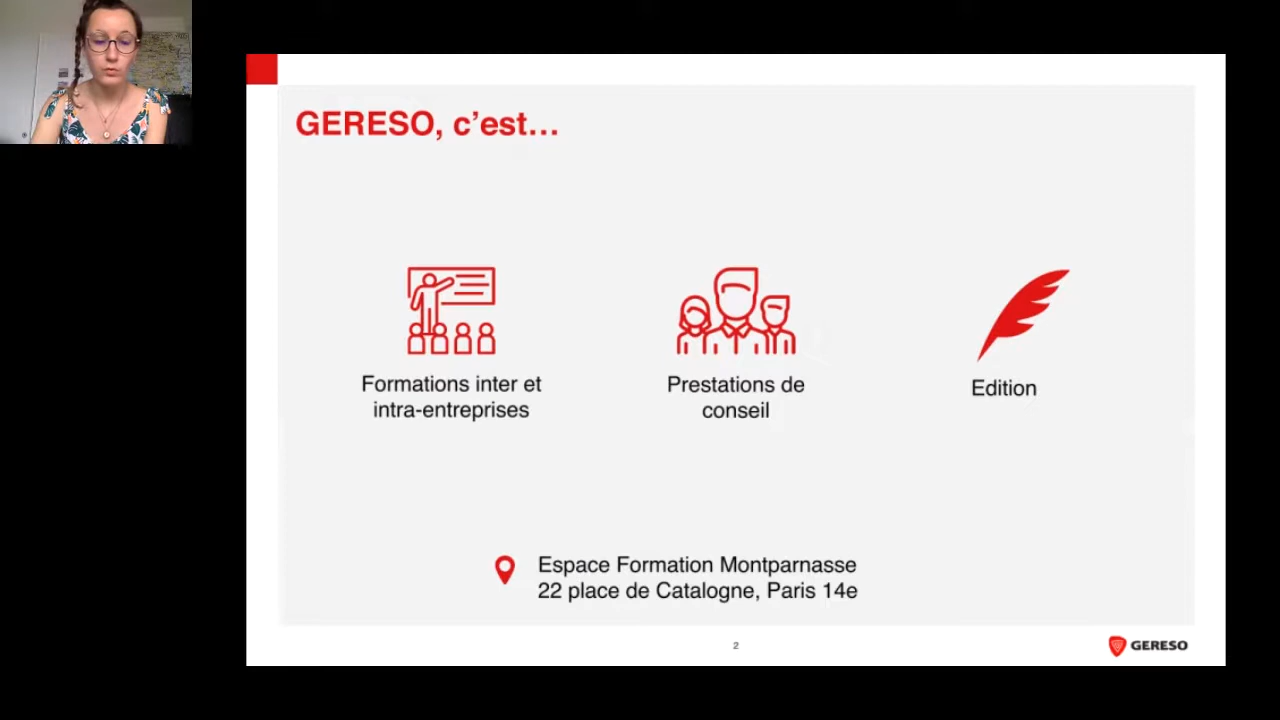 GERESO, c’est…
Formations inter et
intra-entreprises
Prestations de
conseil
Edition
Espace Formation Montparnasse
22 place de Catalogne, Paris 14e
2
GERESO